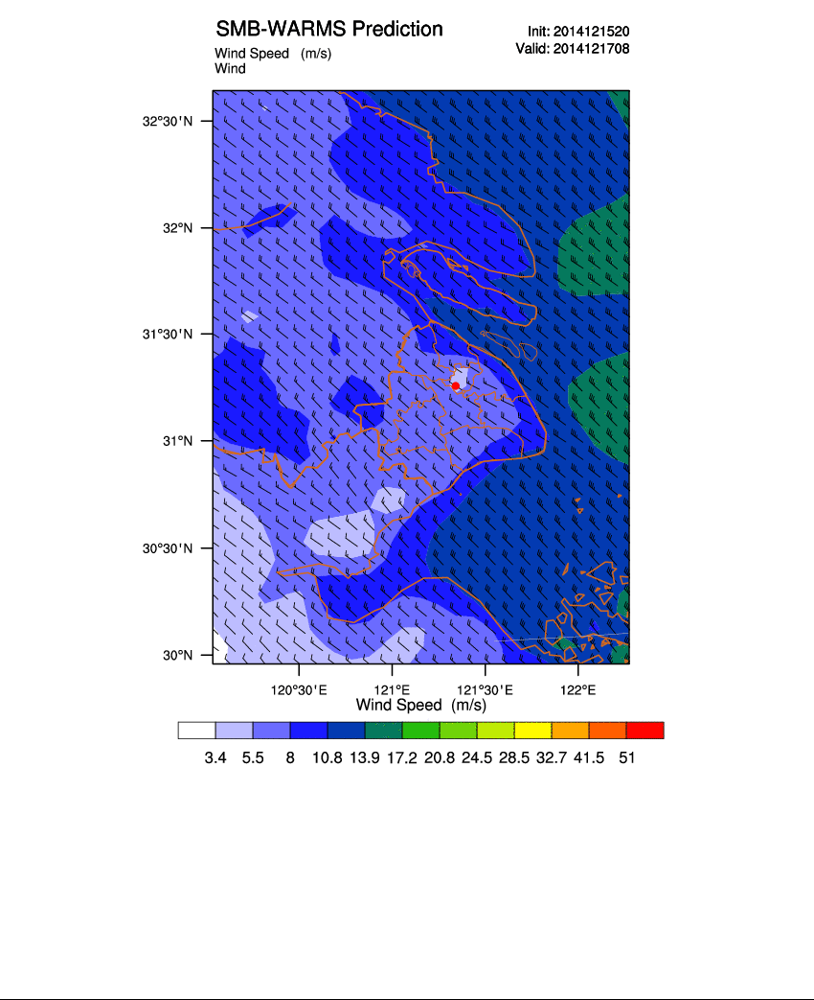 SMB-WARMS Prediction
Init: 2014121520
Wind Speed (m/s)
Valid: 2014121708
Wind
32°30'N
32°N
31°30'N
31°N
30°30'N
30°N
120°30'E 121°E 121°30'E 122°E
Wind Speed (m/s)
3.4 5.5 8 10.8 13.9 17.2 20.8 24.5 28.5 32.7 41.5 51